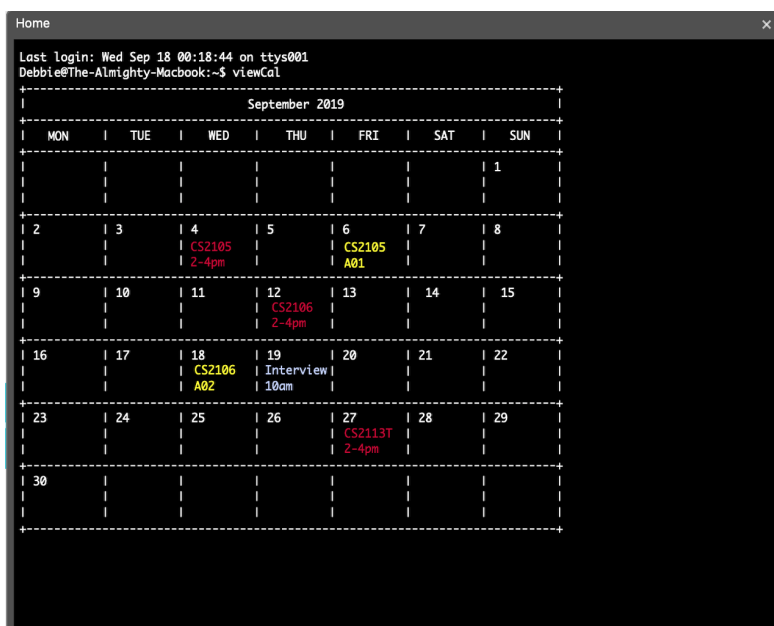 Home ×
Last login: Wed Sep 18 00:18:44 on ttys001
Debbie@The-Almighty-Macbook:~$ viewCal
+-----------------------------------------------------------------------+
|                             September 2019                            |
+-----------------------------------------------------------------------+
|   MON    |   TUE   |   WED   |   THU   |   FRI   |   SAT   |   SUN    |
+-----------------------------------------------------------------------+
|          |         |         |         |         |         | 1        |
|          |         |         |         |         |         |          |
|          |         |         |         |         |         |          |
+-----------------------------------------------------------------------+
| 2        | 3       | 4       | 5       | 6       | 7       | 8        |
|          |         | CS2105  |         | CS2105  |         |          |
|          |         | 2-4pm   |         | A01     |         |          |
+-----------------------------------------------------------------------+
| 9        | 10      | 11      | 12      | 13      |  14     |  15      |
|          |         |         |  CS2106 |         |         |          |
|          |         |         |  2-4pm  |         |         |          |
+-----------------------------------------------------------------------+
| 16       | 17      | 18      | 19      | 20      | 21      | 22       |
|          |         | CS2106  |Interview|         |         |          |
|          |         | A02     |10am     |         |         |          |
+-----------------------------------------------------------------------+
| 23       | 24      | 25      | 26      | 27      | 28      | 29       |
|          |         |         |         | CS2113T |         |          |
|          |         |         |         | 2-4pm   |         |          |
+-----------------------------------------------------------------------+
| 30       |         |         |         |         |         |          |
|          |         |         |         |         |         |          |
|          |         |         |         |         |         |          |
+-----------------------------------------------------------------------+